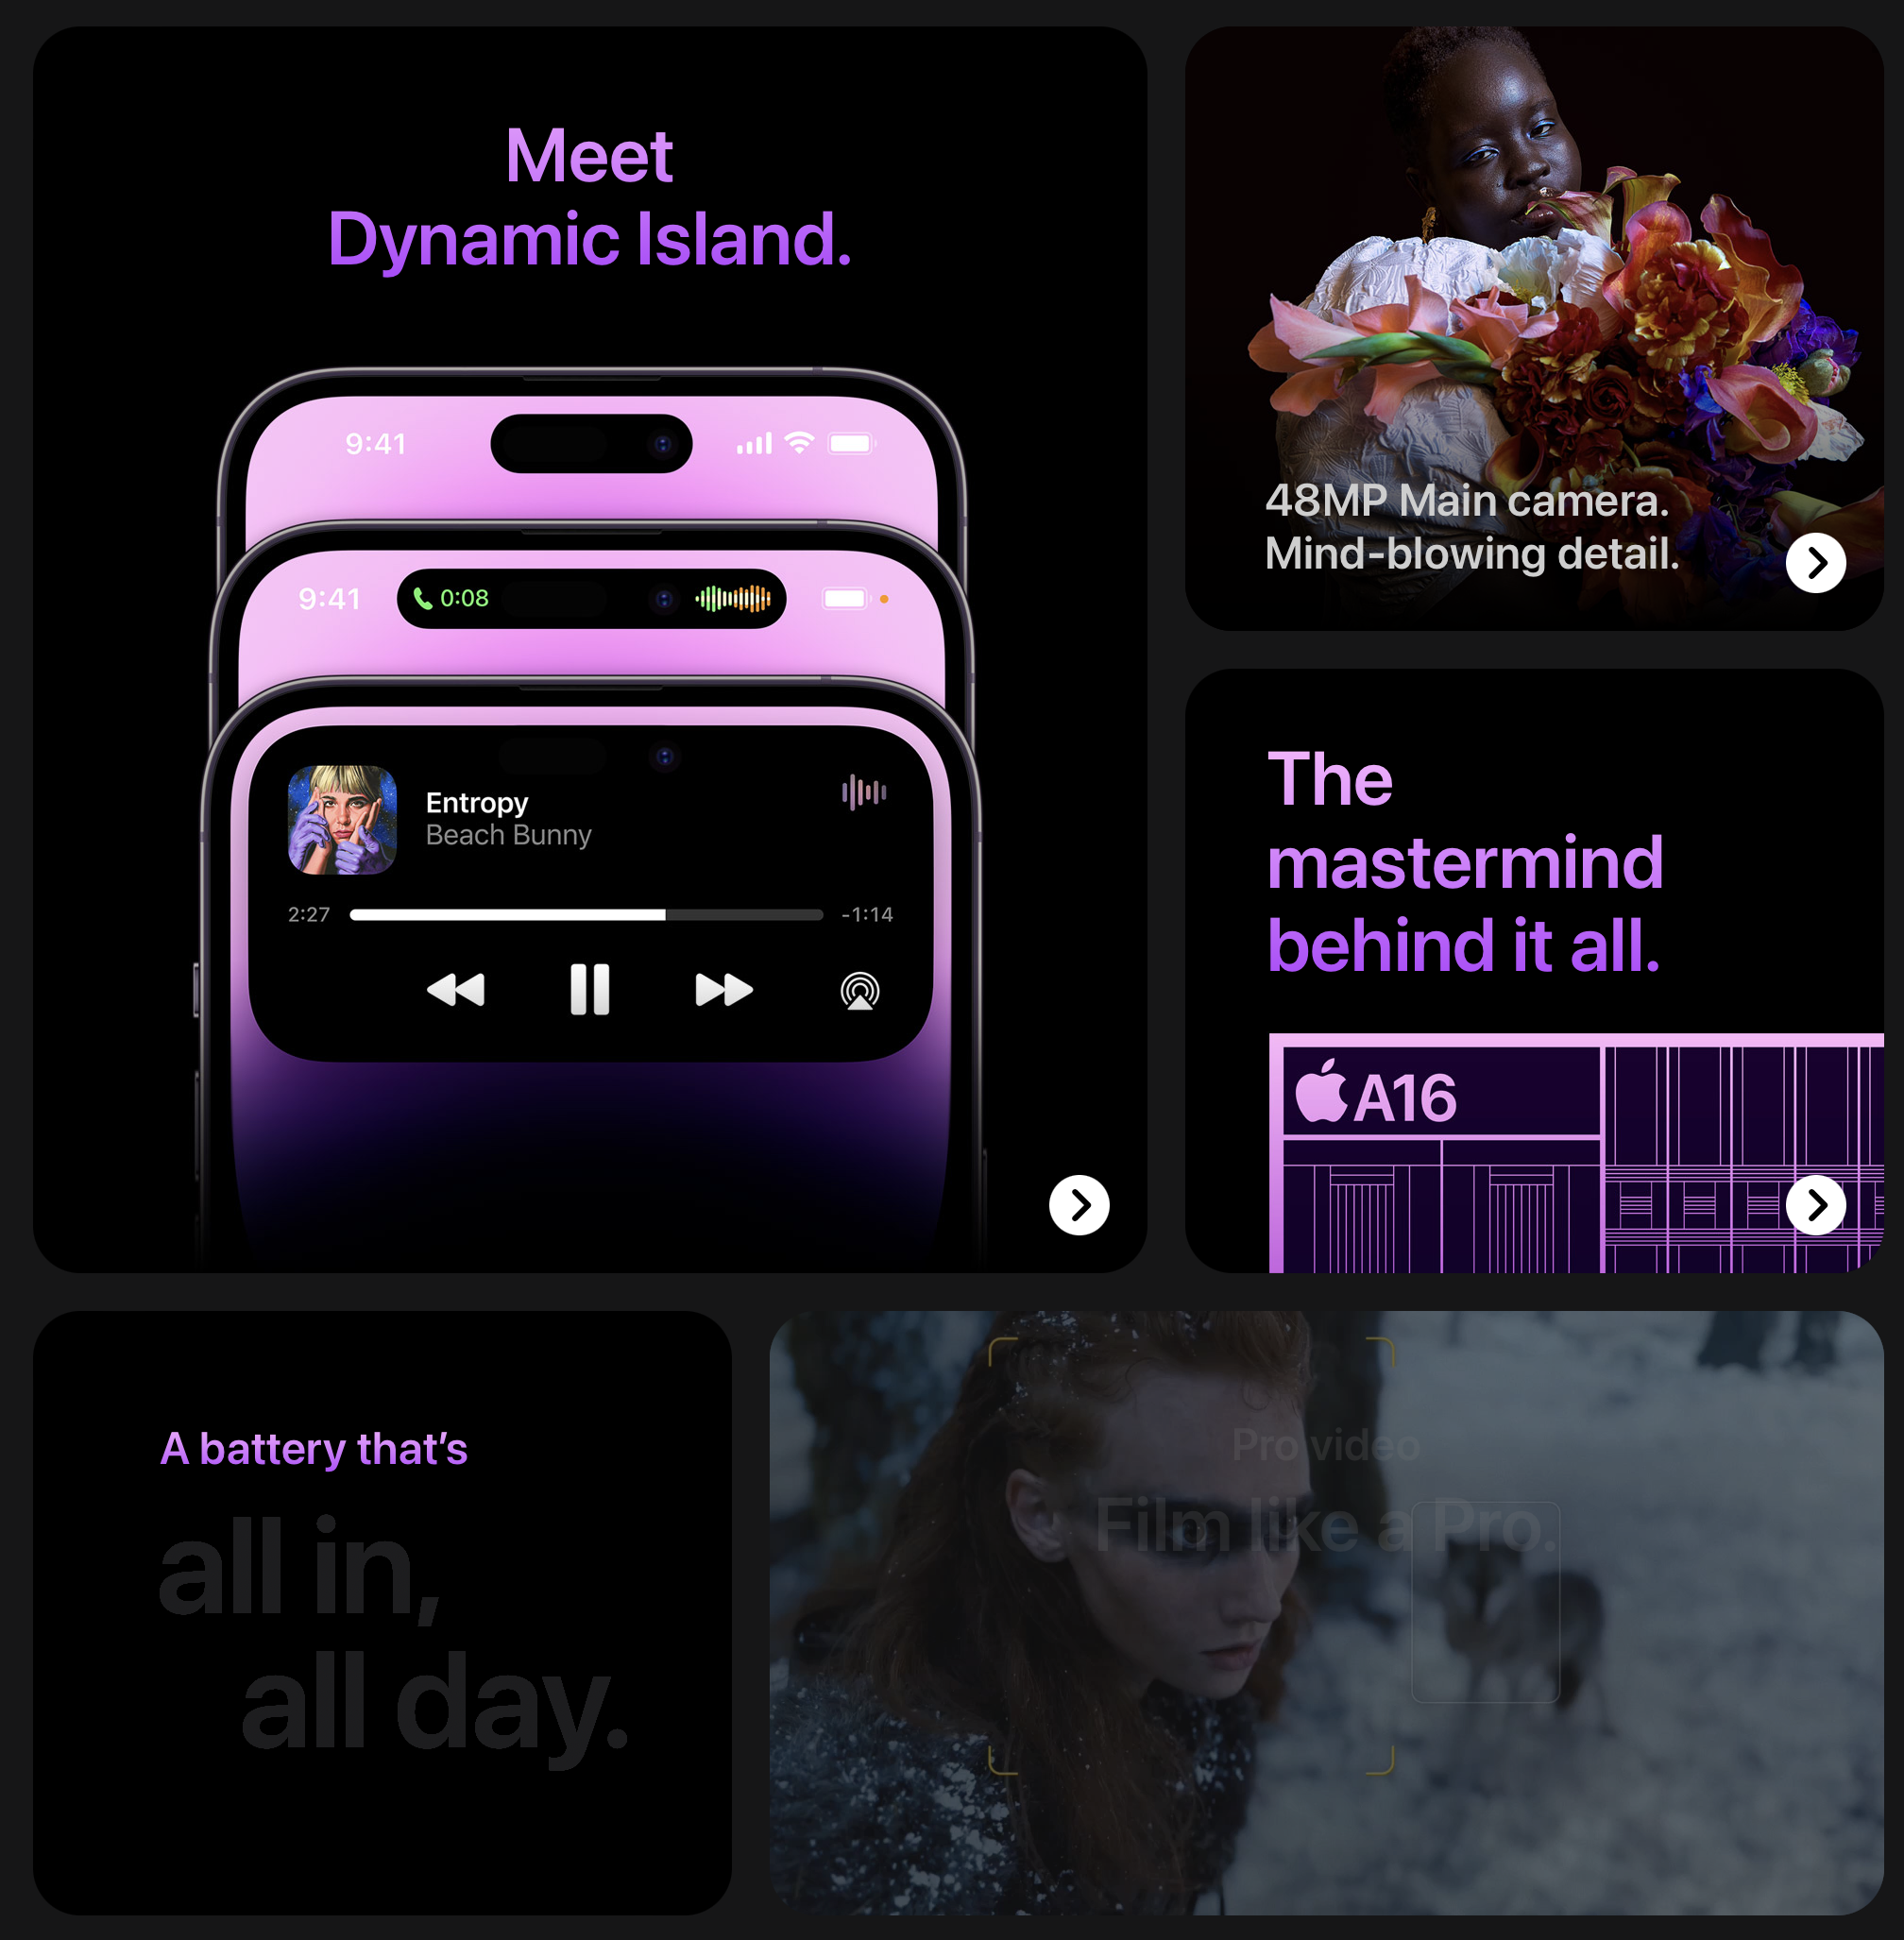 Meet
Dynamic Island.
9:41
9:41
0:08
Entropy
Beach Bunny
2:27
-1:14
48MP Main camera.
Mind-blowing detail.
The
mastermind
behind it all.
A16
A battery that’s
all in,
all day.
Pro video
Film like a Pro.